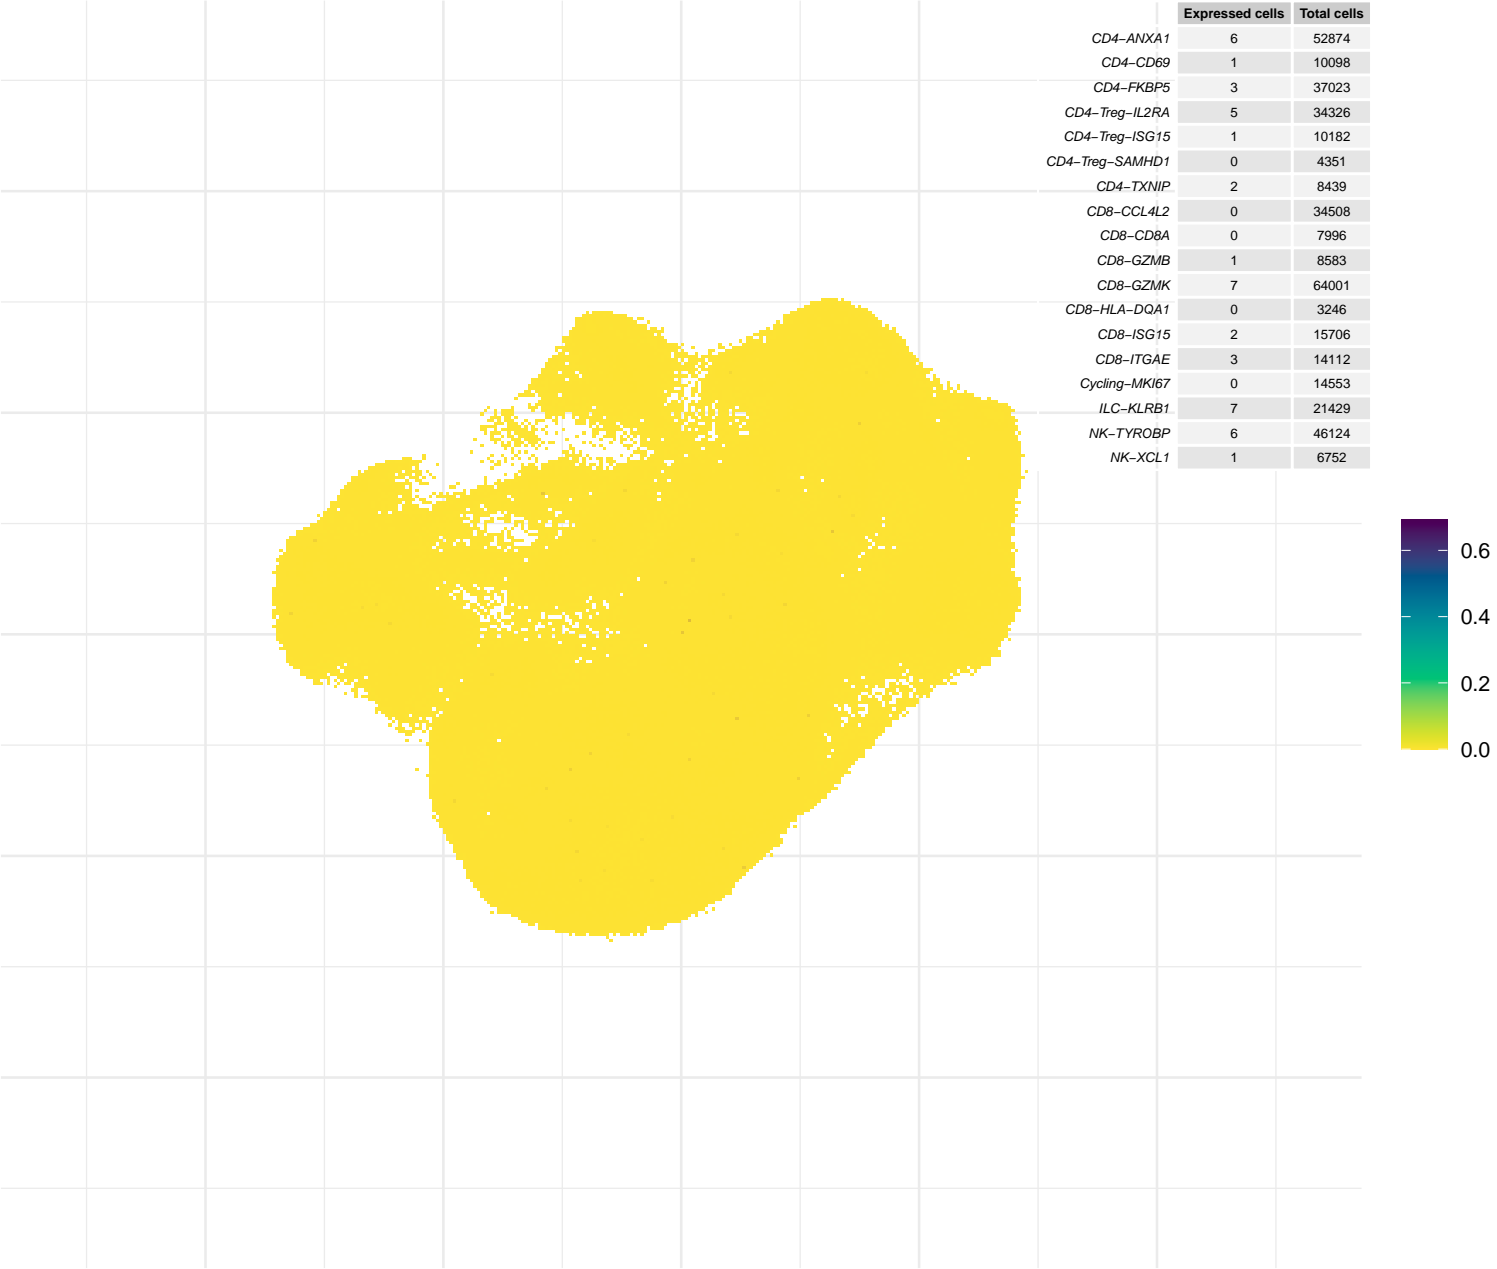 Expressed cells Total cells
CD4−ANXA1 6 52874
CD4−CD69 1 10098
CD4−FKBP5 3 37023
CD4−Treg−IL2RA 5 34326
CD4−Treg−ISG15 1 10182
CD4−Treg−SAMHD1 0 4351
CD4−TXNIP 2 8439
CD8−CCL4L2 0 34508
CD8−CD8A 0 7996
CD8−GZMB 1 8583
CD8−GZMK 7 64001
CD8−HLA−DQA1 0 3246
CD8−ISG15 2 15706
CD8−ITGAE 3 14112
Cycling−MKI67 0 14553
ILC−KLRB1 7 21429
NK−TYROBP 6 46124
NK−XCL1 1 6752
0.6
0.4
0.2
0.0